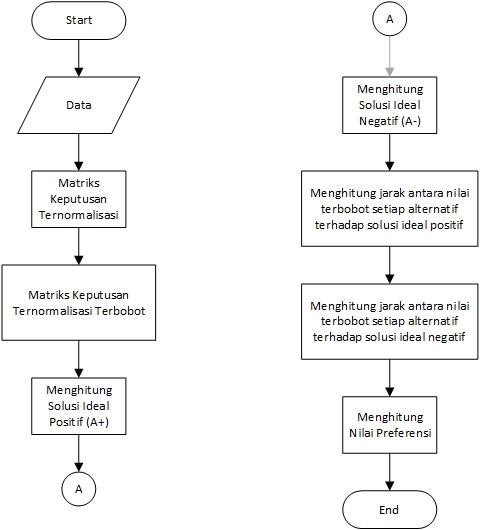 Start
Data
Matriks
Keputusan
Ternormalisasi
Matriks Keputusan
Ternormalisasi Terbobot
Menghitung
Solusi Ideal
Positif (A+)
A
A
Menghitung
Solusi Ideal
Negatif (A-)
Menghitung jarak antara nilai
terbobot setiap alternatif
terhadap solusi ideal positif
Menghitung jarak antara nilai
terbobot setiap alternatif
terhadap solusi ideal negatif
Menghitung
Nilai Preferensi
End